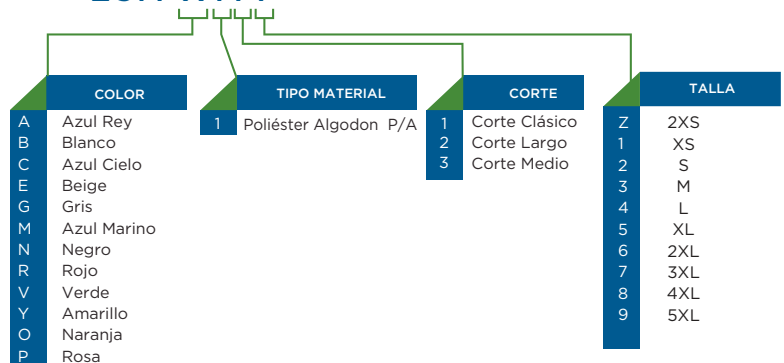 COLOR
A Azul Rey
B Blanco
C Azul Cielo
E Beige
G Gris
M Azul Marino
N Negro
R Rojo
V Verde
Y Amarillo
O Naranja
P Rosa
TIPO MATERIAL
1 Poliéster Algodon P/A
CORTE
1 Corte Clásico
2 Corte Largo
3 Corte Medio
TALLA
Z 2XS
1 XS
2 S
3 M
4 L
5 XL
6 2XL
7 3XL
8 4XL
9 5XL